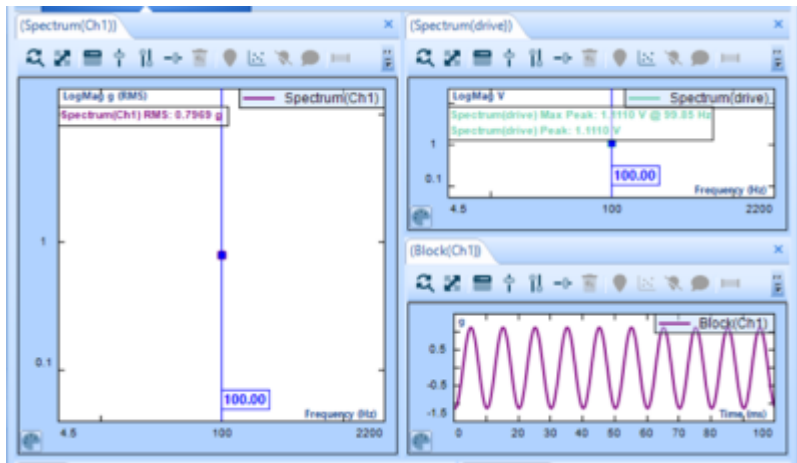 (Spectrum(Ch1))
LogMag g (RMS)
Spectrum(Ch1)
Spectrum(Ch1) RMS: 0.7969 g
1
0.1
100.00
Frequency (Hz)
4.5 100 2200
(Spectrum(drive))
LogMag V
Spectrum(drive)
Spectrum(drive) Max Peak: 1.1110 V @ 99.85 Hz
Spectrum(drive) Peak: 1.1110 V
1
0.1
100.00
Frequency (Hz)
4.5 100 2200
(Block(Ch1))
g
Block(Ch1)
0.5
-0.5
-1.5
Time (ms)
0 20 30 40 50 60 70 80 100